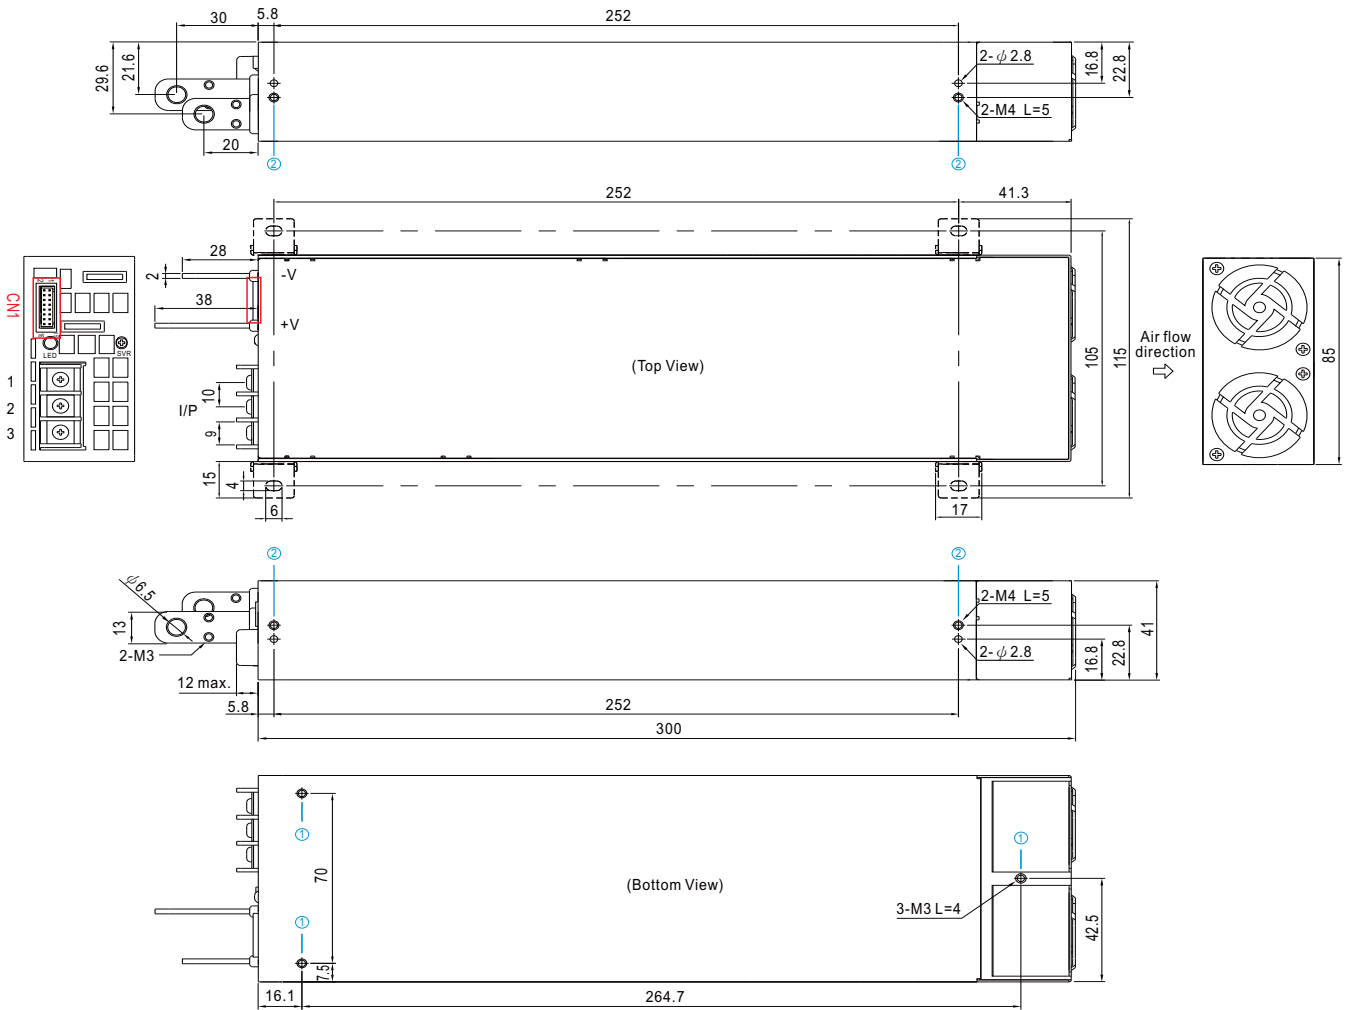 30
5.8
252
29.6
21.6
2-φ2.8
2-M4 L=5
16.8
22.8
20
②
②
252
41.3
28
2
-V
38
+V
CN1
LED
SVR
1
2
3
(Top View)
10
I/P
9
15
4
6
17
105
115
Air flow
direction
85
②
②
φ6.5
13
2-M3
12 max.
5.8
2-M4 L=5
2-φ2.8
16.8
22.8
41
252
300
①
①
①
70
7.5
(Bottom View)
3-M3 L=4
42.5
16.1
264.7